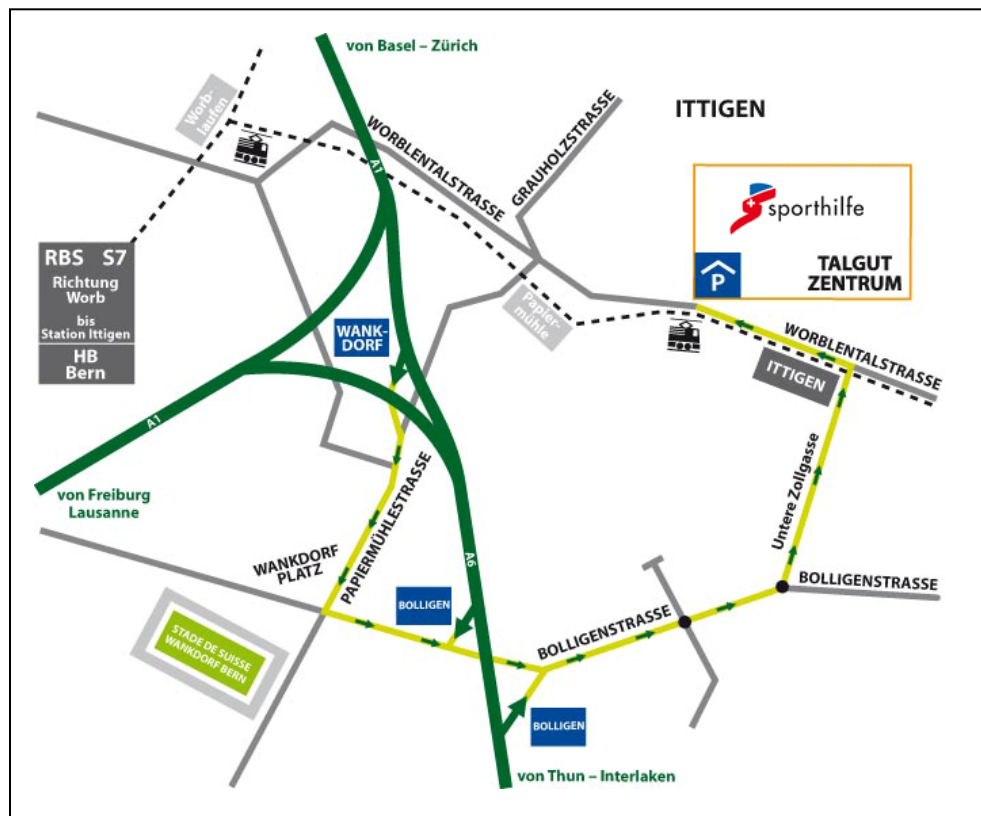 von Basel – Zürich
Worb-
laufen
A1
WORBLENTALSTRASSE
GRAUHOLZSTRASSE
ITTIGEN
sporthilfe
P
TALGUT
ZENTRUM
RBS S7
Richtung
Worb
bis
Station Ittigen
HB
Bern
WANK-
DORF
Papier-
mühle
WORBLENTALSTRASSE
ITTIGEN
A1
von Freiburg
Lausanne
PAPIERMÜHLESTRASSE
A6
Untere Zollgasse
WANKDORF
PLATZ
BOLLIGEN
BOLLIGENSTRASSE
BOLLIGENSTRASSE
STADE DE SUISSE
WANKDORF BERN
BOLLIGEN
von Thun – Interlaken